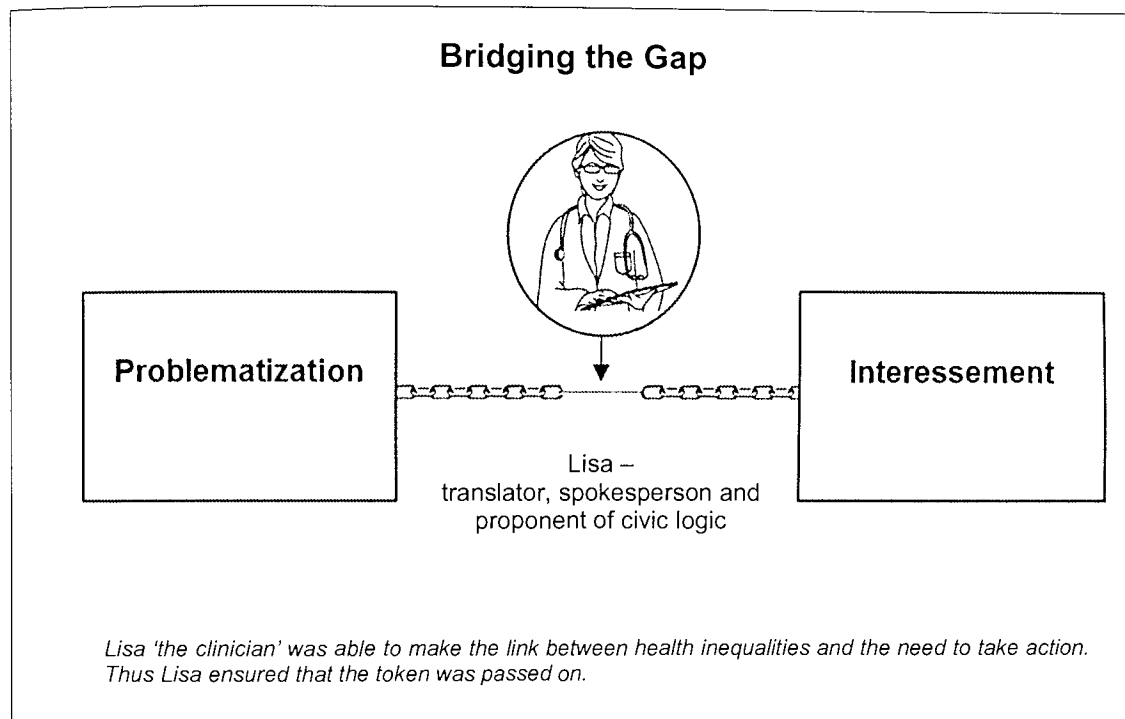 Bridging the Gap
Problematization
Interessement
Lisa –
translator, spokesperson and
proponent of civic logic
Lisa 'the clinician' was able to make the link between health inequalities and the need to take action.
Thus Lisa ensured that the token was passed on.